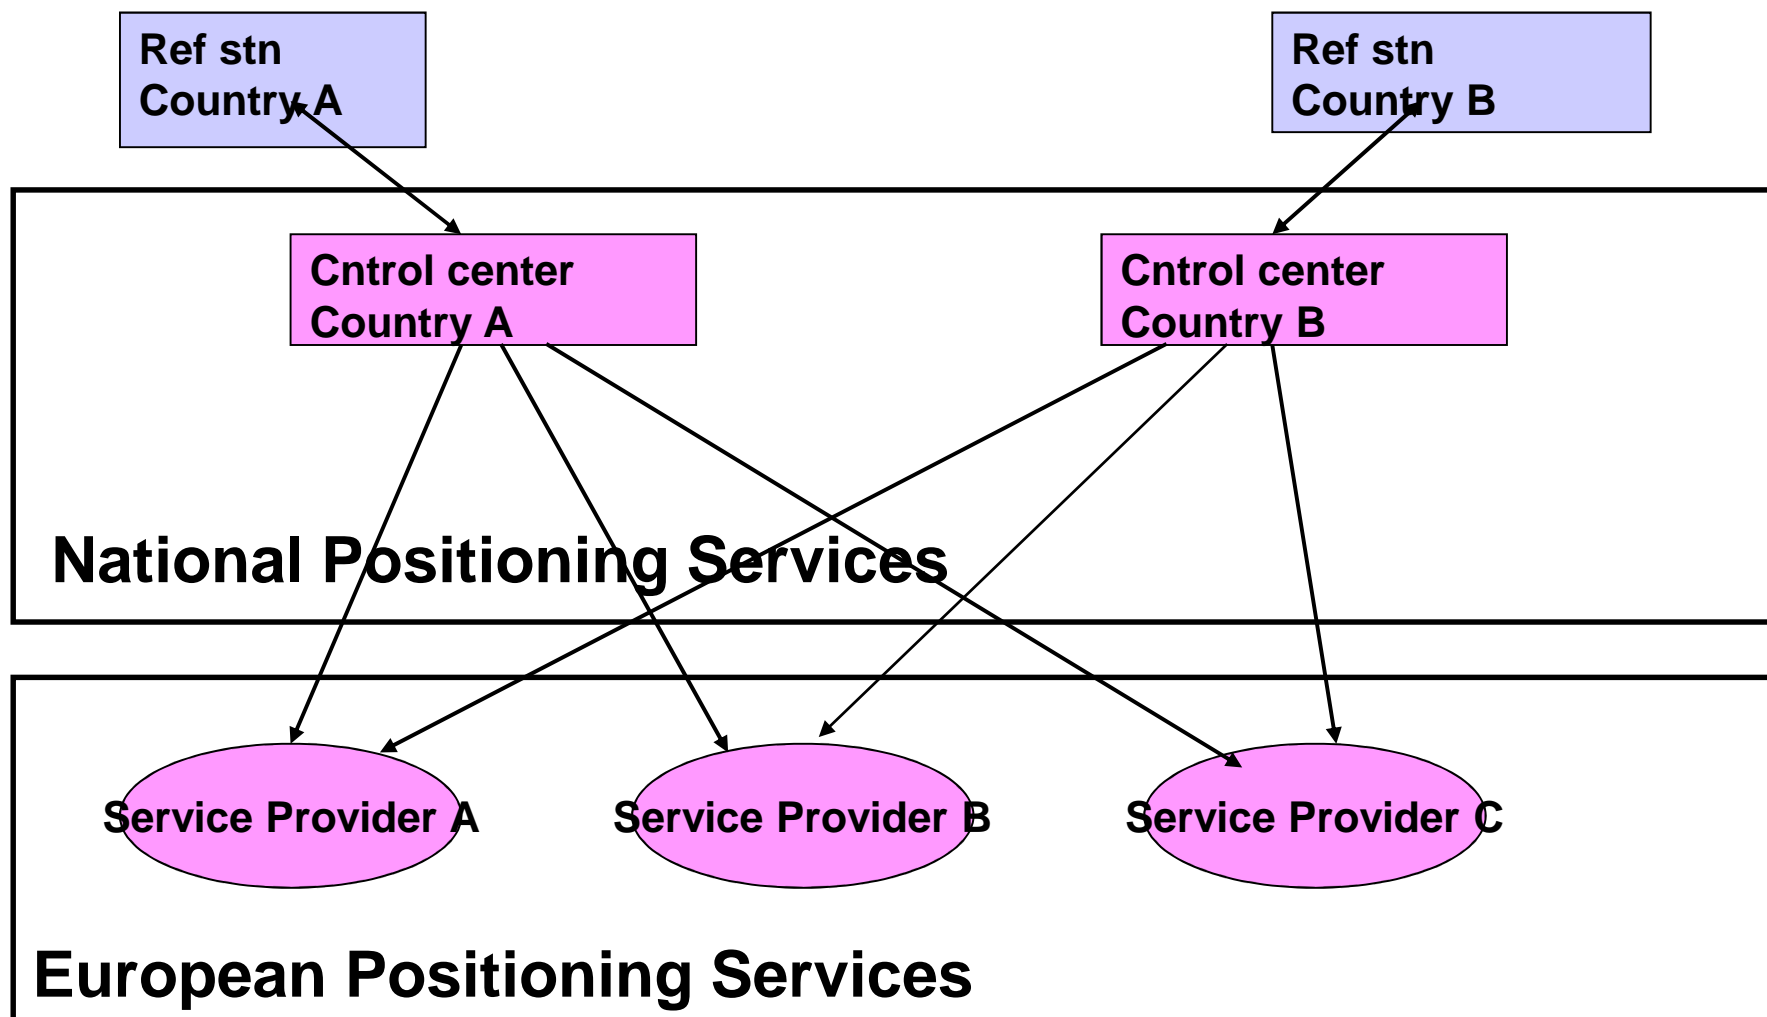 Ref stn
Country A
Ref stn
Country B
Cntrol center
Country A
Cntrol center
Country B
National Positioning Services
Service Provider A
Service Provider B
Service Provider C
European Positioning Services